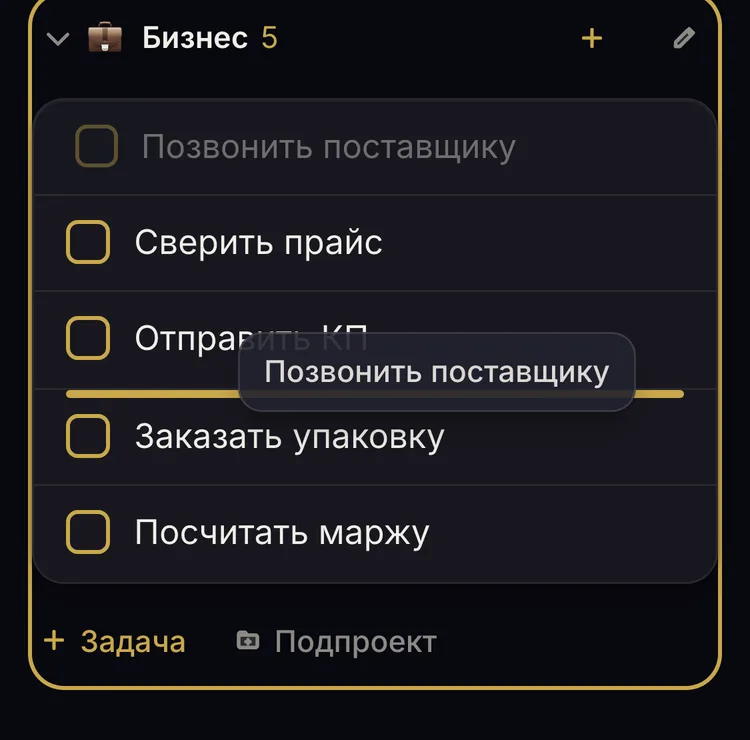 Бизнес 5
Позвонить поставщику
Сверить прайс
Отправить КП
Позвонить поставщику
Заказать упаковку
Посчитать маржу
+ Задача Подпроект